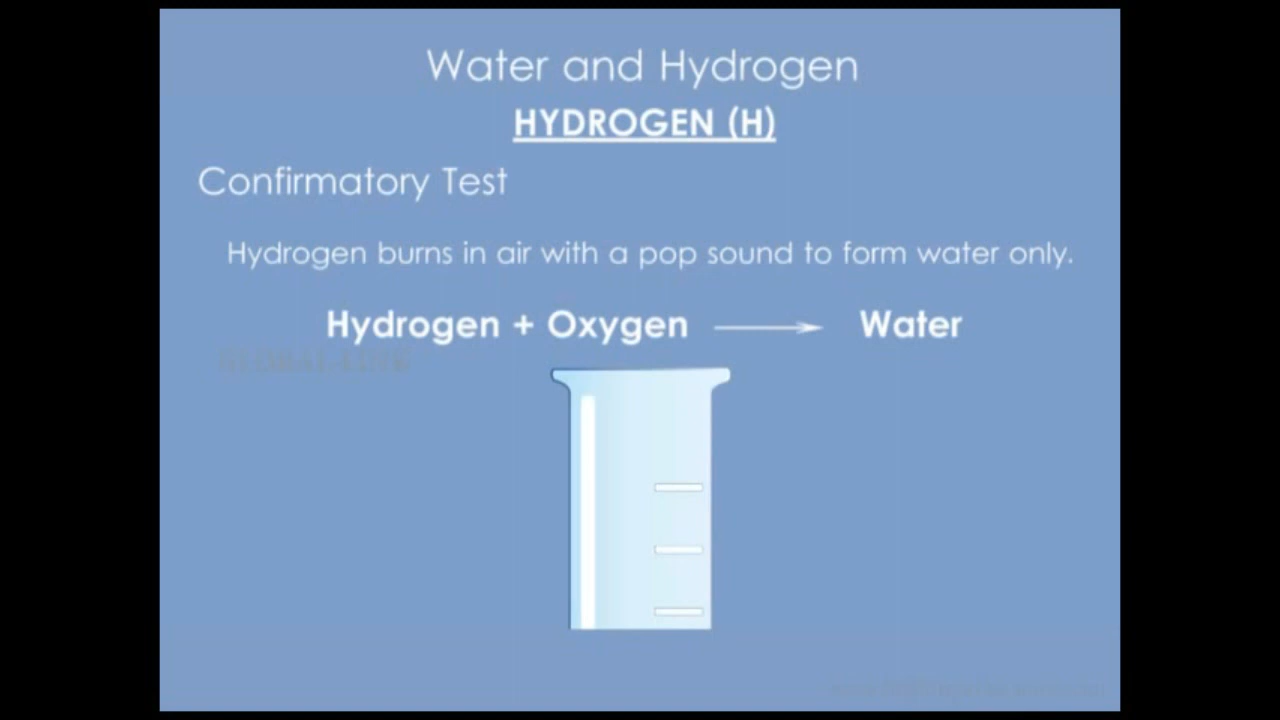 Water and Hydrogen
HYDROGEN (H)
Confirmatory Test
Hydrogen burns in air with a pop sound to form water only.
Hydrogen + Oxygen ⟶ Water